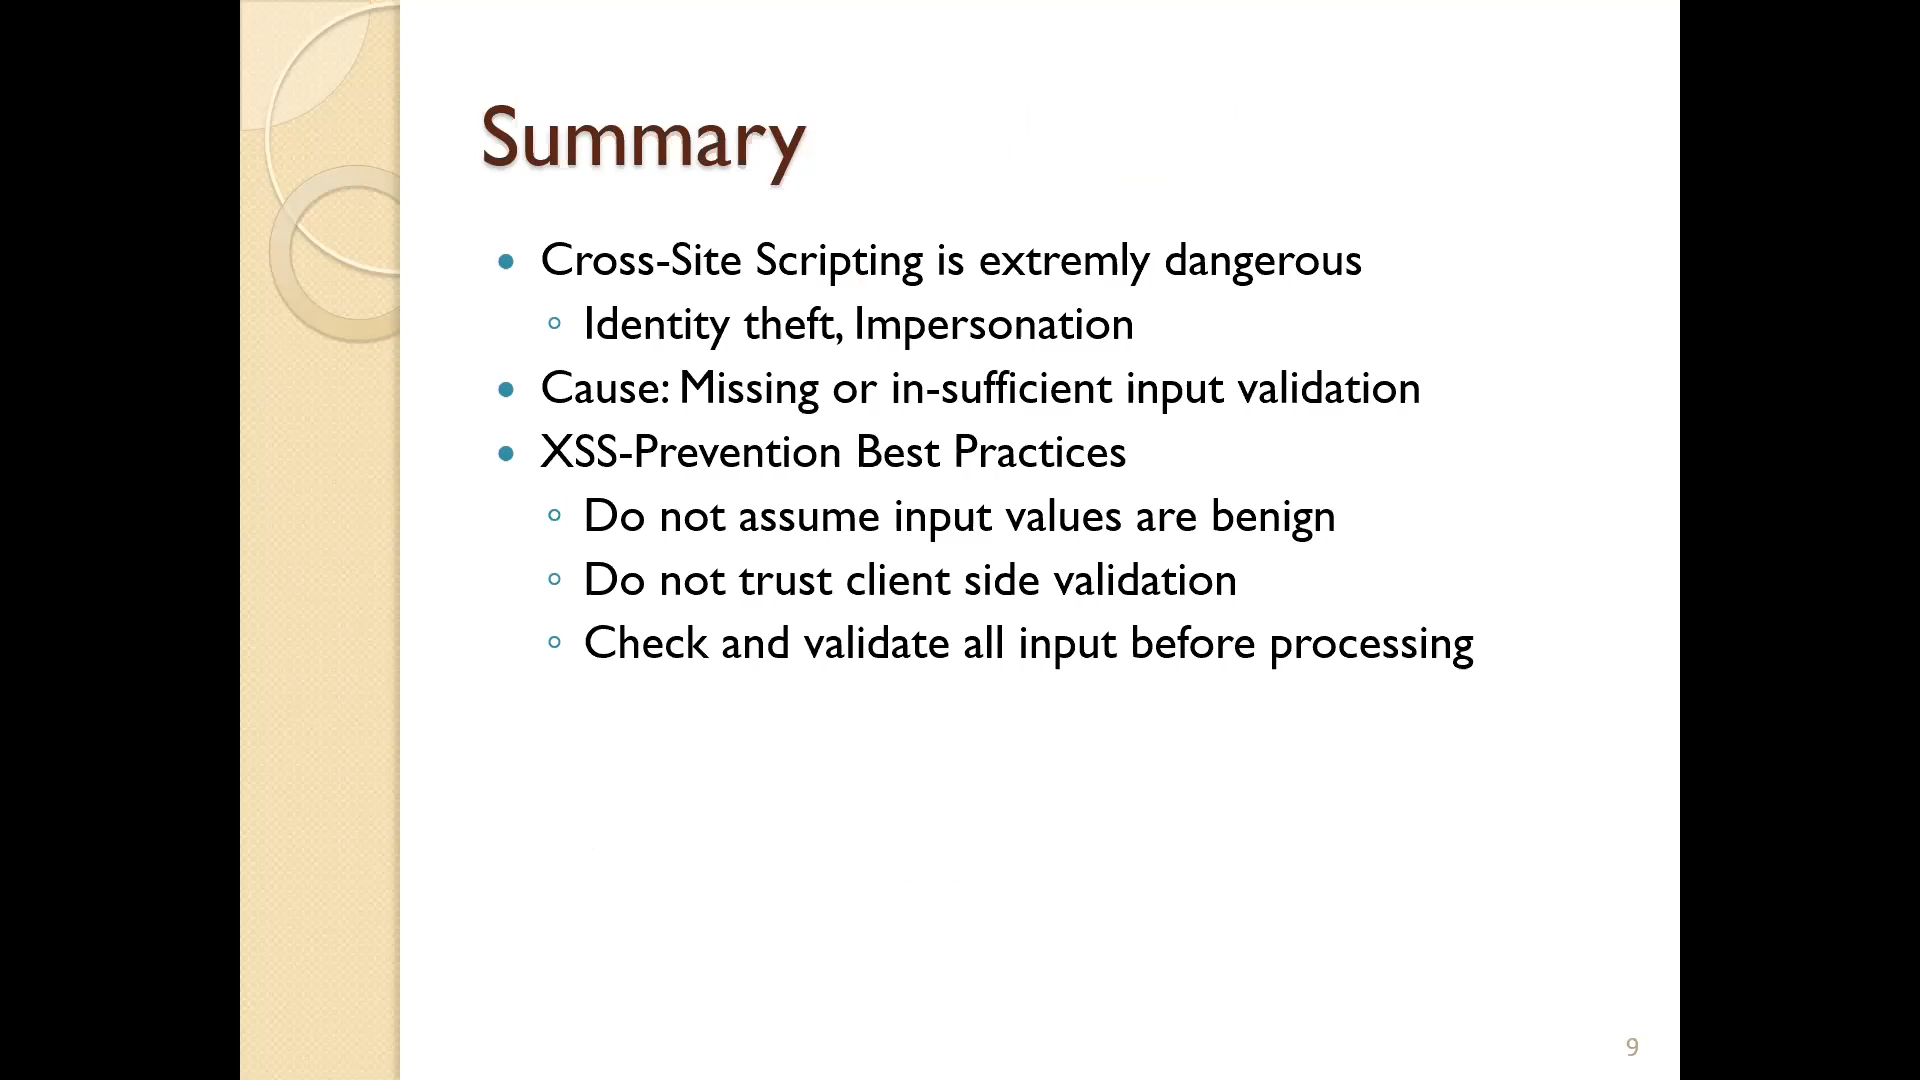 Summary
• Cross-Site Scripting is extremly dangerous
◦ Identity theft, Impersonation
• Cause: Missing or in-sufficient input validation
• XSS-Prevention Best Practices
◦ Do not assume input values are benign
◦ Do not trust client side validation
◦ Check and validate all input before processing
9